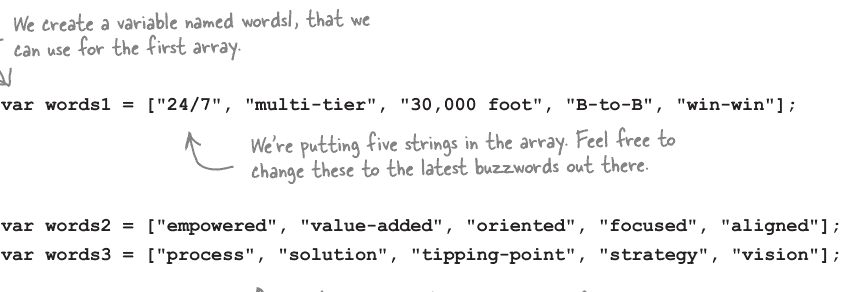 We create a variable named words1, that we
can use for the first array.
var words1 = ["24/7", "multi-tier", "30,000 foot", "B-to-B", "win-win"];
We're putting five strings in the array. Feel free to
change these to the latest buzzwords out there.
var words2 = ["empowered", "value-added", "oriented", "focused", "aligned"];
var words3 = ["process", "solution", "tipping-point", "strategy", "vision"];